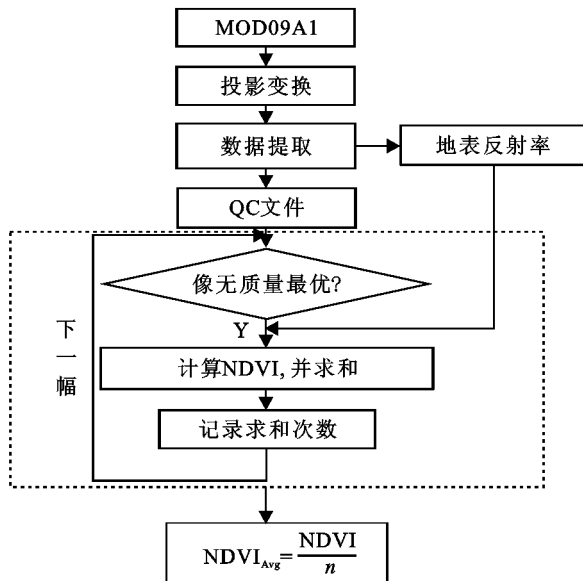 MOD09A1
投影变换
数据提取
地表反射率
QC文件
像无质量最优?
Y
下一幅
计算NDVI,并求和
记录求和次数
NDVI_Avg = NDVI / n